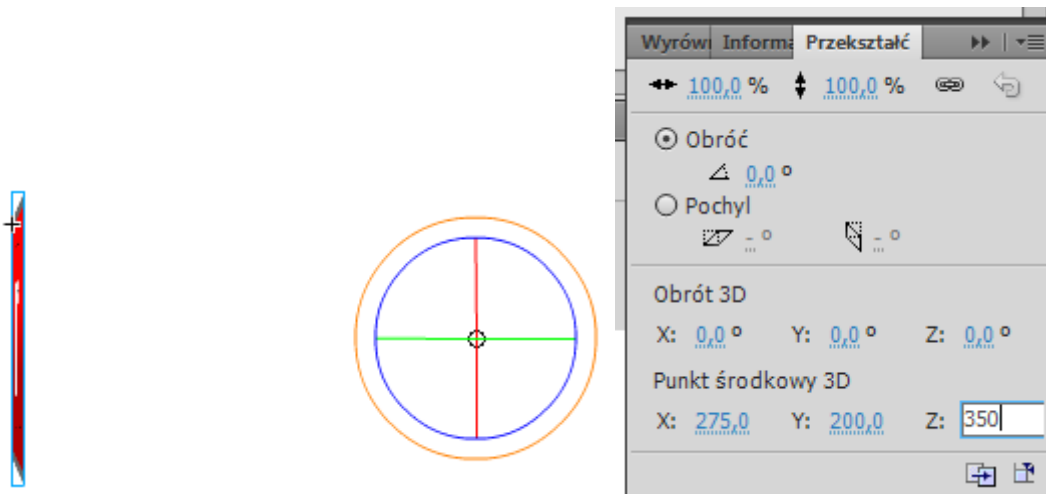 Wyrówi Informa Przekształć
100,0 % 100,0 %
Obróć
0,0 °
Pochyl
- ° - °
Obrót 3D
X: 0,0 ° Y: 0,0 ° Z: 0,0 °
Punkt środkowy 3D
X: 275,0 Y: 200,0 Z: 350